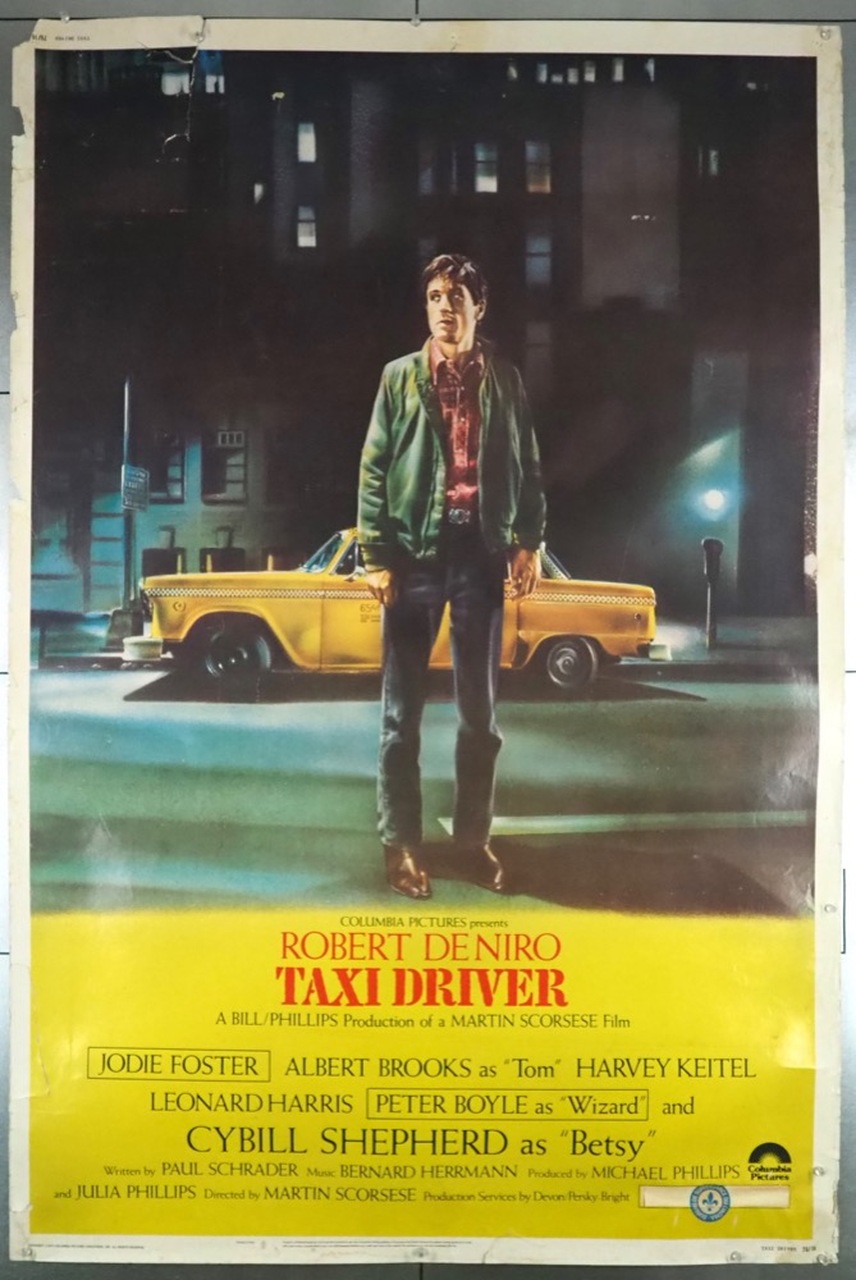 COLUMBIA PICTURES presents
ROBERT DE NIRO
TAXI DRIVER
A BILL/PHILLIPS Production of a MARTIN SCORSESE Film
JODIE FOSTER ALBERT BROOKS as "Tom" HARVEY KEITEL
LEONARD HARRIS PETER BOYLE as "Wizard" and
CYBILL SHEPHERD as "Betsy"
Written by PAUL SCHRADER Music BERNARD HERRMANN Produced by MICHAEL PHILLIPS
and JULIA PHILLIPS Directed by MARTIN SCORSESE Production Services by Devon/Persky-Bright
Columbia
Pictures
TAXI DRIVER